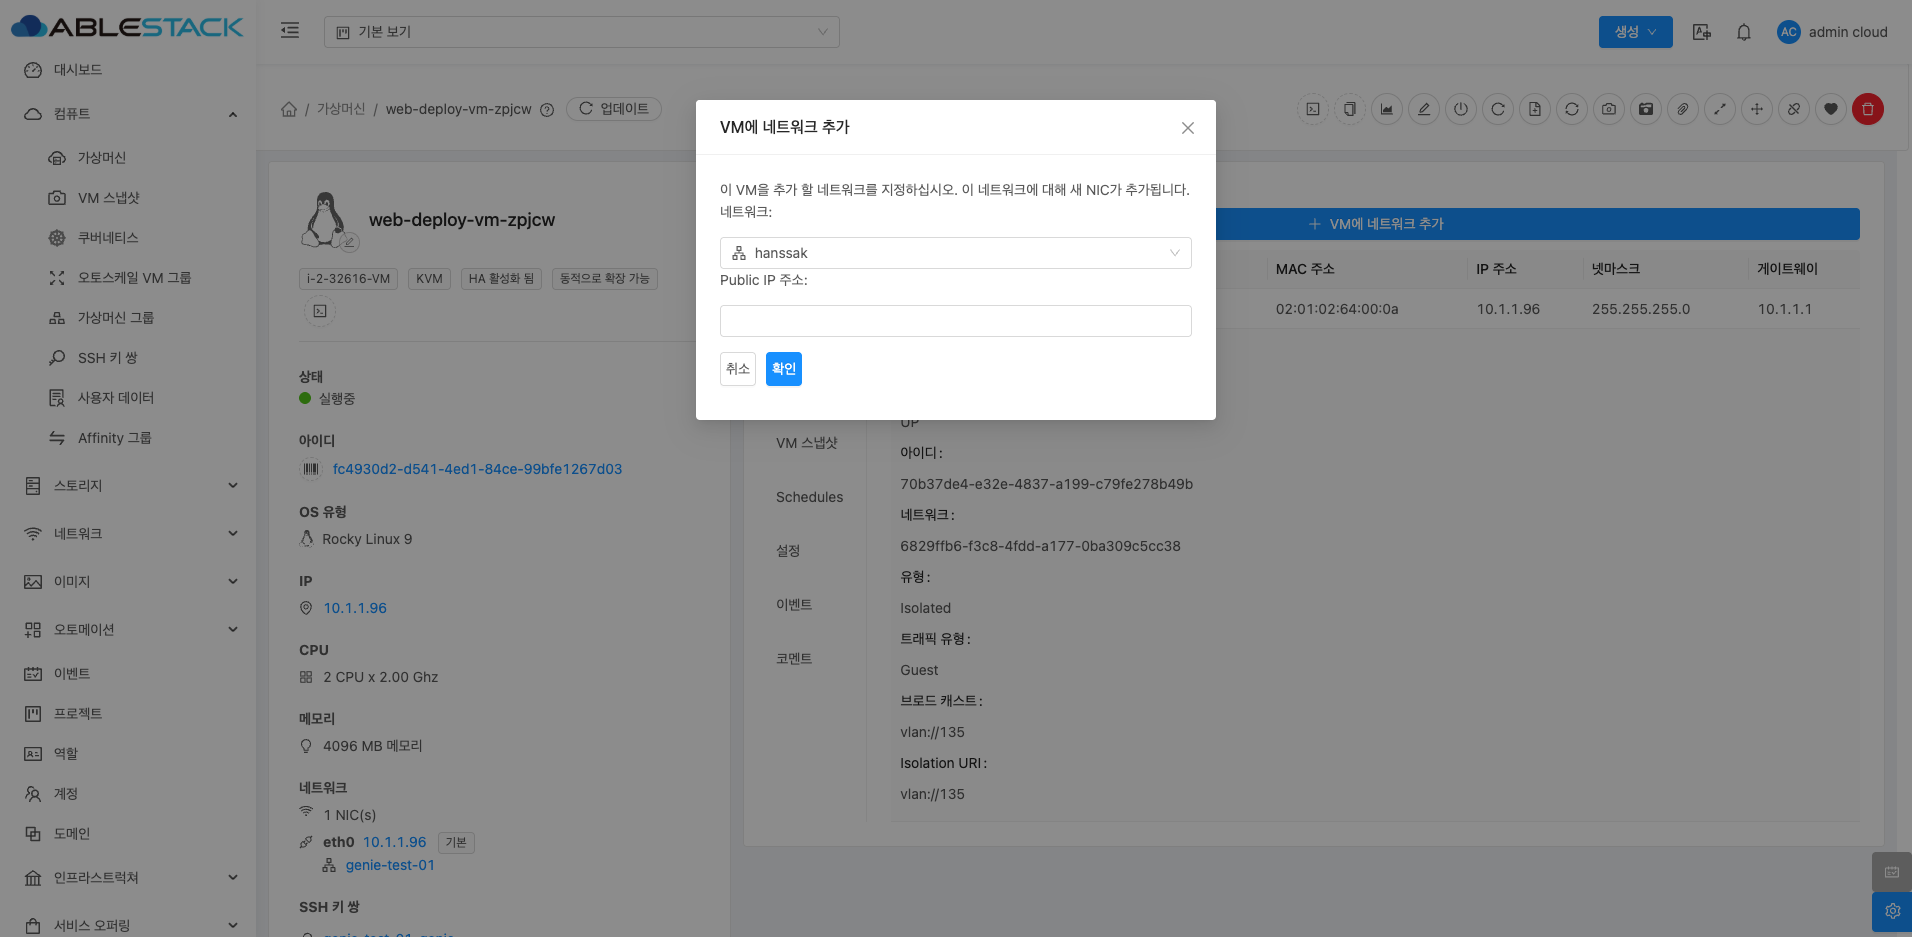 ABLESTACK
기본 보기
생성
AC
admin cloud
대시보드
컴퓨트
가상머신
VM 스냅샷
쿠버네티스
오토스케일 VM 그룹
가상머신 그룹
SSH 키 쌍
사용자 데이터
Affinity 그룹
스토리지
네트워크
이미지
오토메이션
이벤트
프로젝트
역할
계정
도메인
인프라스트럭쳐
서비스 오퍼링
/ 가상머신 / web-deploy-vm-zpjcw
업데이트
web-deploy-vm-zpjcw
i-2-32616-VM
KVM
HA 활성화 됨
동적으로 확장 가능
상태
실행중
아이디
fc4930d2-d541-4ed1-84ce-99bfe1267d03
OS 유형
Rocky Linux 9
IP
10.1.1.96
CPU
2 CPU x 2.00 Ghz
메모리
4096 MB 메모리
네트워크
1 NIC(s)
eth0 10.1.1.96 기본
genie-test-01
SSH 키 쌍
VM에 네트워크 추가
이 VM을 추가 할 네트워크를 지정하십시오. 이 네트워크에 대해 새 NIC가 추가됩니다.
네트워크:
hanssak
Public IP 주소:
취소
확인
VM에 네트워크 추가
MAC 주소
IP 주소
넷마스크
게이트웨이
02:01:02:64:00:0a
10.1.1.96
255.255.255.0
10.1.1.1
VM 스냅샷
Schedules
설정
이벤트
코멘트
UP
아이디 :
70b37de4-e32e-4837-a199-c79fe278b49b
네트워크 :
6829ffb6-f3c8-4fdd-a177-0ba309c5cc38
유형 :
Isolated
트래픽 유형 :
Guest
브로드 캐스트 :
vlan://135
Isolation URI :
vlan://135